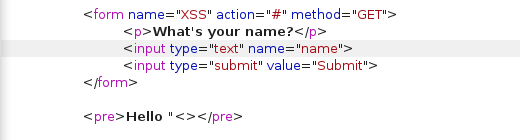 <form name="XSS" action="#" method="GET">
<p>What's your name?</p>
<input type="text" name="name">
<input type="submit" value="Submit">
</form>
<pre>Hello "<></pre>